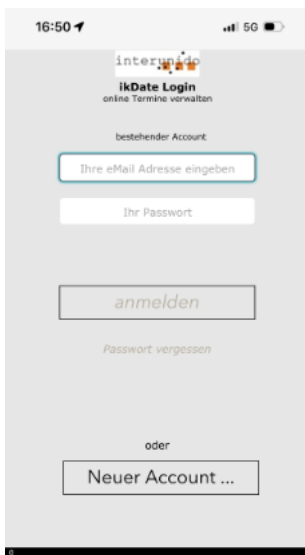 16:50
5G
interunido
ikDate Login
online Termine verwalten
bestehender Account
Ihre eMail Adresse eingeben
Ihr Passwort
anmelden
Passwort vergessen
oder
Neuer Account ...